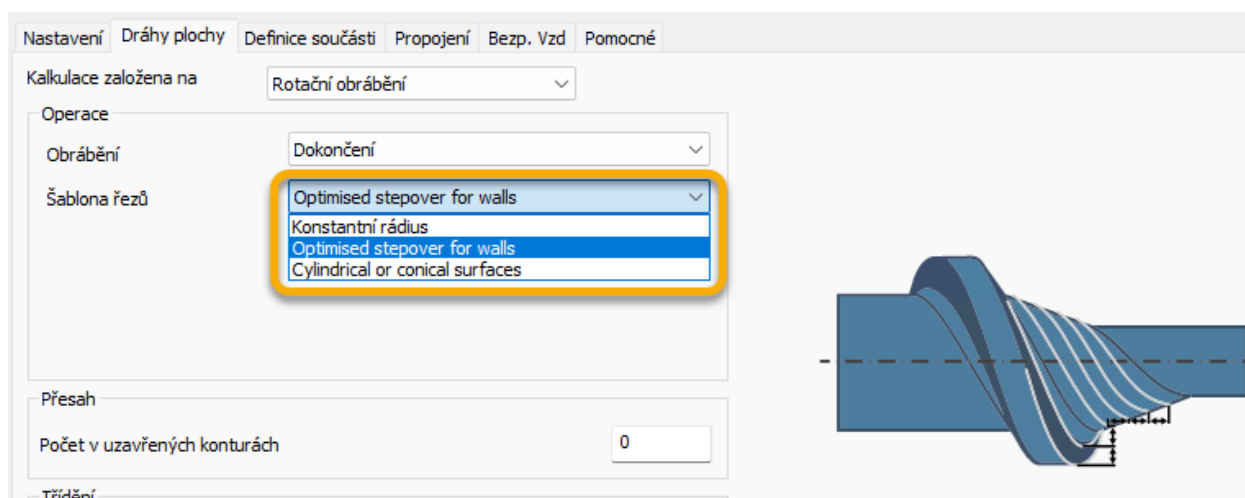 Nastavení Dráhy plochy Definice součásti Propojení Bezp. Vzd Pomocné
Kalkulace založena na Rotační obrábění
Operace
Obrábění Dokončení
Šablona řezů Optimised stepover for walls
Konstantní rádius
Optimised stepover for walls
Cylindrical or conical surfaces
Přesah
Počet v uzavřených konturách 0
Třídění